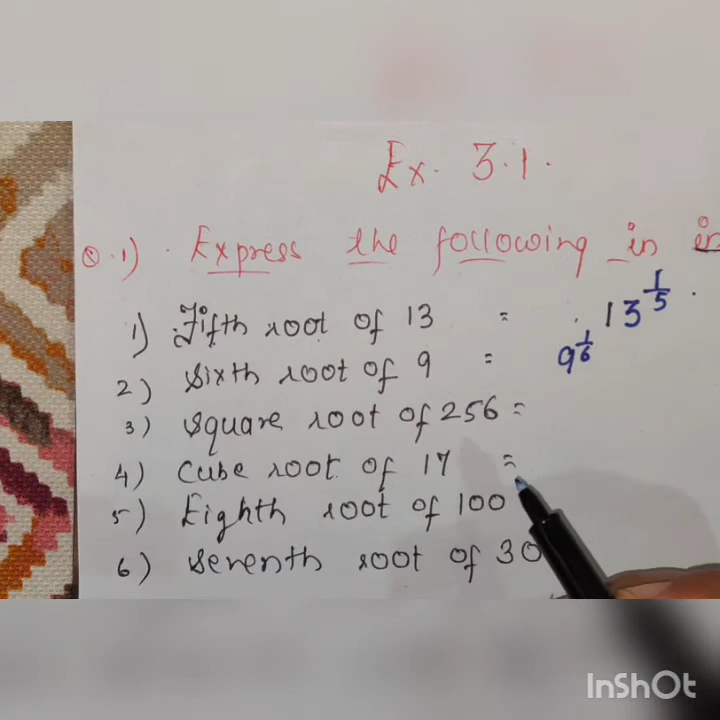 Ex. 3.1.
Q.1) Express the following in in
1) Fifth root of 13 = 13^1/5
2) Sixth root of 9 = 9^1/6
3) Square root of 256 =
4) Cube root of 17 =
5) Eighth root of 100
6) Seventh root of 30
InShOt